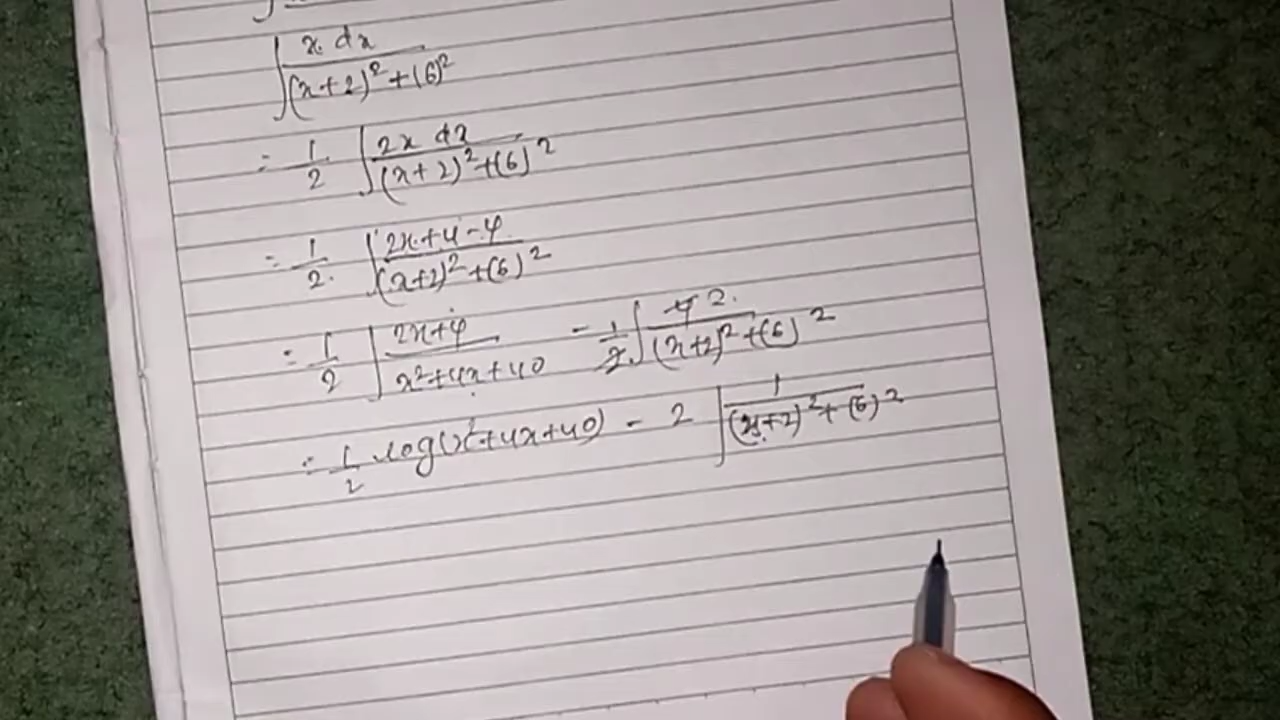 ∫ x dx / (x+2)² + (6)²
= 1/2 ∫ 2x dx / (x+2)² + (6)²
= 1/2 ∫ 2x+4-4 / (x+2)² + (6)²
= 1/2 ∫ 2x+4 / x²+4x+40 - 1/2 ∫ 4 2 / (x+2)² + (6)²
= 1/2 log(x²+4x+40) - 2 ∫ 1 / (x+2)² + (6)²